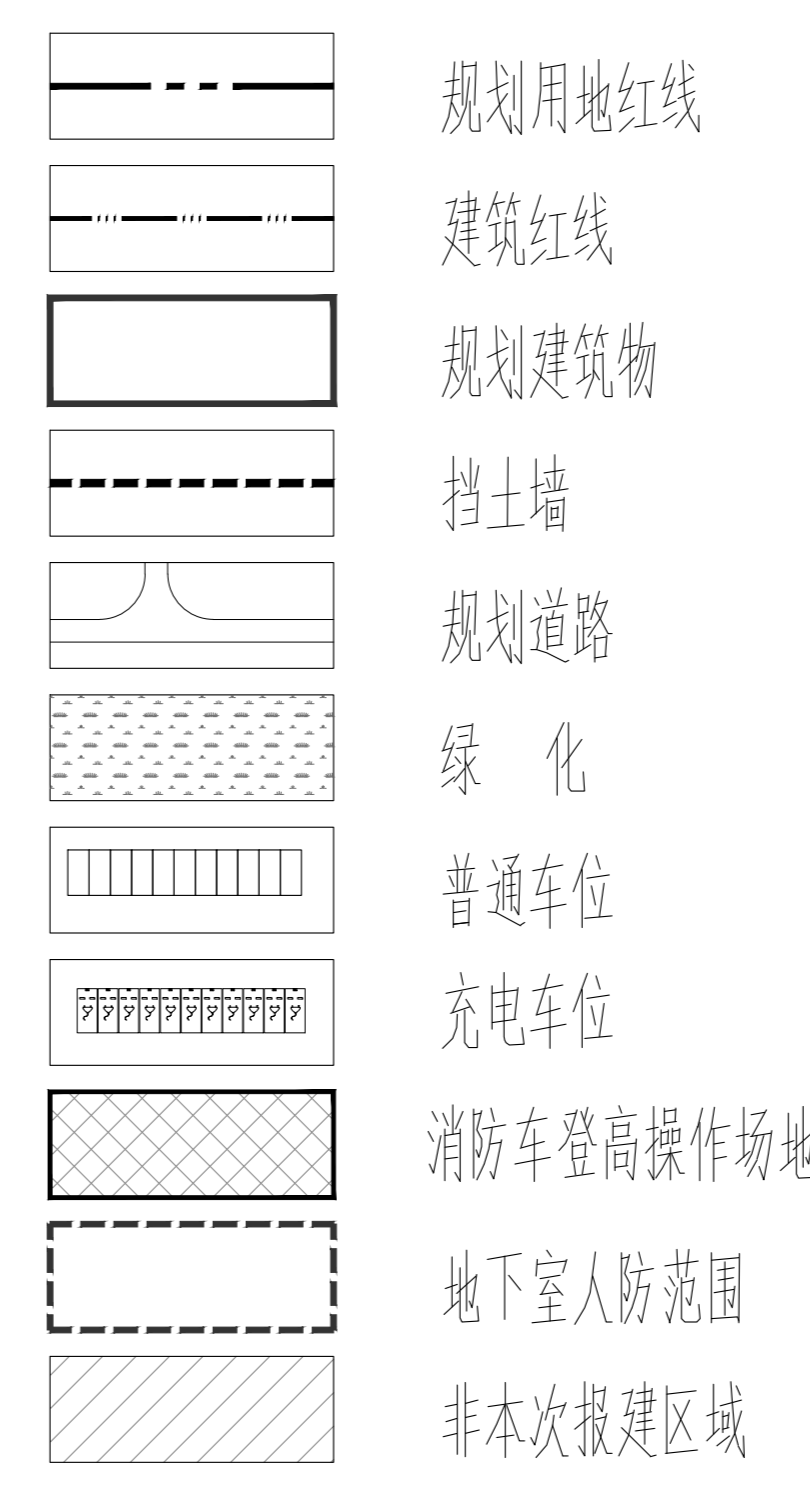 规划用地红线
建筑红线
规划建筑物
挡土墙
规划道路
绿 化
普通车位
充电车位
消防车登高操作场地
地下室人防范围
非本次报建区域